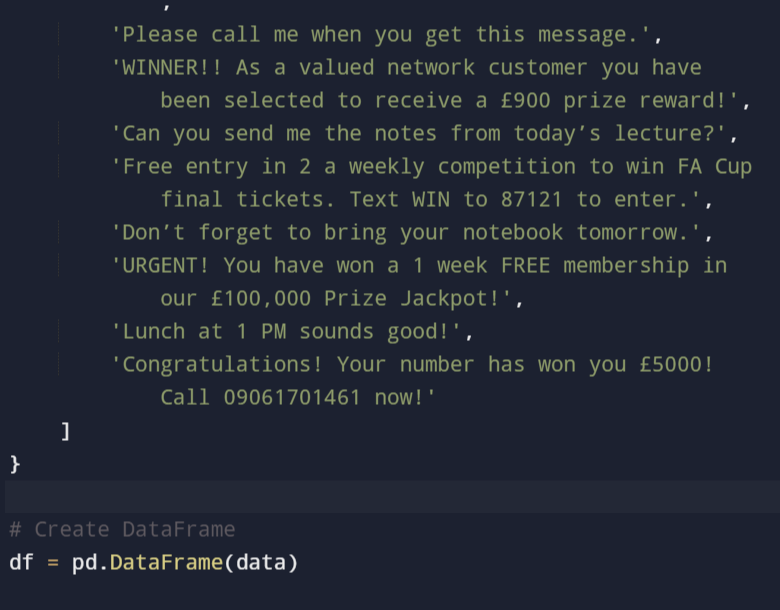 ',
'Please call me when you get this message.',
'WINNER!! As a valued network customer you have
been selected to receive a £900 prize reward!',
'Can you send me the notes from today’s lecture?',
'Free entry in 2 a weekly competition to win FA Cup
final tickets. Text WIN to 87121 to enter.',
'Don’t forget to bring your notebook tomorrow.',
'URGENT! You have won a 1 week FREE membership in
our £100,000 Prize Jackpot!',
'Lunch at 1 PM sounds good!',
'Congratulations! Your number has won you £5000!
Call 09061701461 now!'
]
}
# Create DataFrame
df = pd.DataFrame(data)